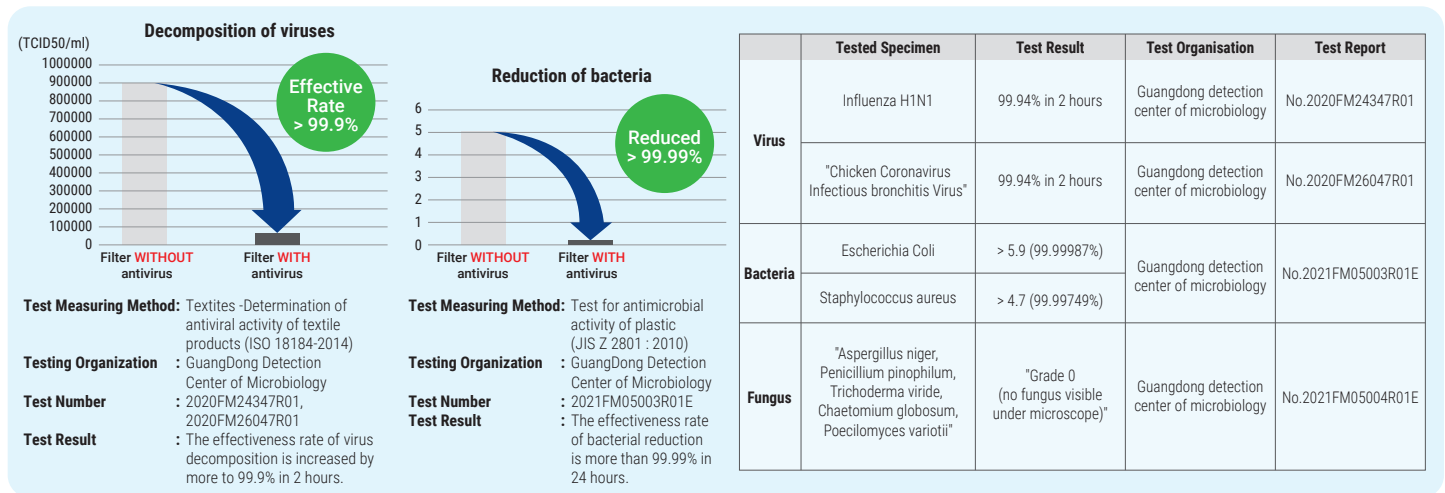 Decomposition of viruses
(TCID50/ml)
1000000
900000
800000
700000
600000
500000
400000
300000
200000
100000
0
Effective
Rate
> 99.9%
Filter WITHOUT
antivirus
Filter WITH
antivirus
Test Measuring Method: Textites -Determination of
antiviral activity of textile
products (ISO 18184-2014)
Testing Organization : GuangDong Detection
Center of Microbiology
Test Number : 2020FM24347R01,
2020FM26047R01
Test Result : The effectiveness rate of virus
decomposition is increased by
more to 99.9% in 2 hours.
Reduction of bacteria
6
5
4
3
2
1
0
Reduced
> 99.99%
Filter WITHOUT
antivirus
Filter WITH
antivirus
Test Measuring Method: Test for antimicrobial
activity of plastic
(JIS Z 2801 : 2010)
Testing Organization : GuangDong Detection
Center of Microbiology
Test Number : 2021FM05003R01E
Test Result : The effectiveness rate
of bacterial reduction
is more than 99.99% in
24 hours.
Tested Specimen Test Result Test Organisation Test Report
Virus
Influenza H1N1 99.94% in 2 hours Guangdong detection
center of microbiology No.2020FM24347R01
"Chicken Coronavirus
Infectious bronchitis Virus" 99.94% in 2 hours Guangdong detection
center of microbiology No.2020FM26047R01
Bacteria
Escherichia Coli > 5.9 (99.99987%)
Staphylococcus aureus > 4.7 (99.99749%)
Guangdong detection
center of microbiology No.2021FM05003R01E
Fungus
"Aspergillus niger,
Penicillium pinophilum,
Trichoderma viride,
Chaetomium globosum,
Poecilomyces variotii"
"Grade 0
(no fungus visible
under microscope)"
Guangdong detection
center of microbiology No.2021FM05004R01E